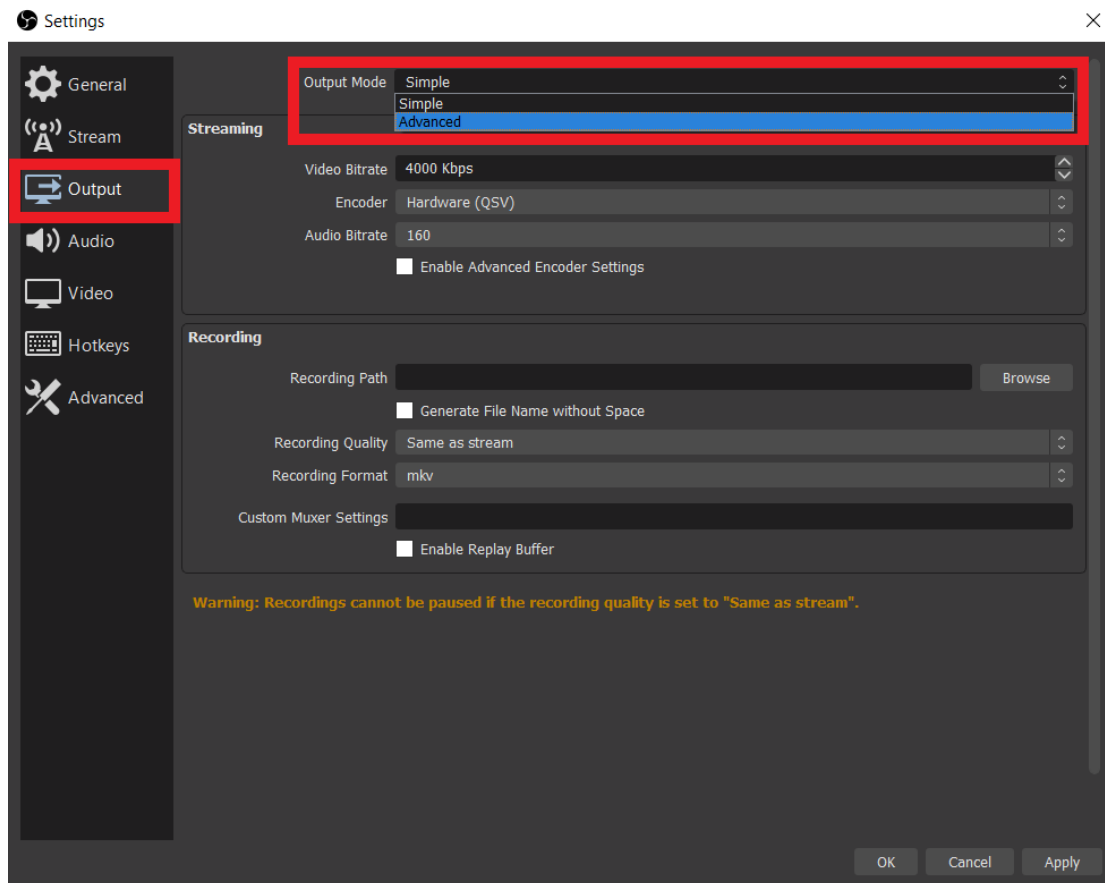 Settings
General
Stream
Output
Audio
Video
Hotkeys
Advanced
Output Mode Simple
Simple
Advanced
Streaming
Video Bitrate 4000 Kbps
Encoder Hardware (QSV)
Audio Bitrate 160
Enable Advanced Encoder Settings
Recording
Recording Path Browse
Generate File Name without Space
Recording Quality Same as stream
Recording Format mkv
Custom Muxer Settings
Enable Replay Buffer
Warning: Recordings cannot be paused if the recording quality is set to "Same as stream".
OK Cancel Apply